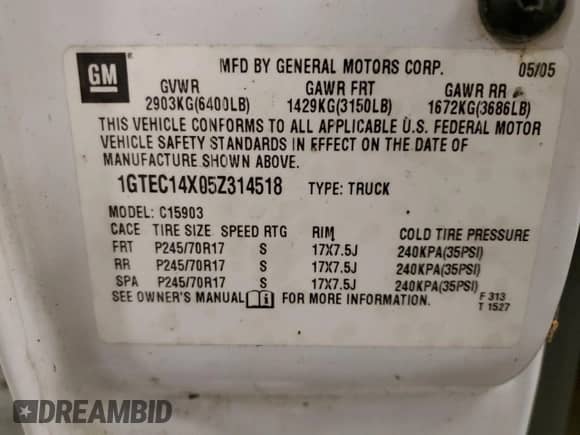 GM
MFD BY GENERAL MOTORS CORP. 05/05
GVWR GAWR FRT GAWR RR
2903KG(6400LB) 1429KG(3150LB) 1672KG(3686LB)
THIS VEHICLE CONFORMS TO ALL APPLICABLE U.S. FEDERAL MOTOR
VEHICLE SAFETY STANDARDS IN EFFECT ON THE DATE OF
MANUFACTURE SHOWN ABOVE.
1GTEC14X05Z314518 TYPE: TRUCK
MODEL: C15903
CACE TIRE SIZE SPEED RTG RIM COLD TIRE PRESSURE
FRT P245/70R17 S 17X7.5J 240KPA(35PSI)
RR P245/70R17 S 17X7.5J 240KPA(35PSI)
SPA P245/70R17 S 17X7.5J 240KPA(35PSI)
SEE OWNER'S MANUAL FOR MORE INFORMATION.
F 313
T 1527
DREAMBID